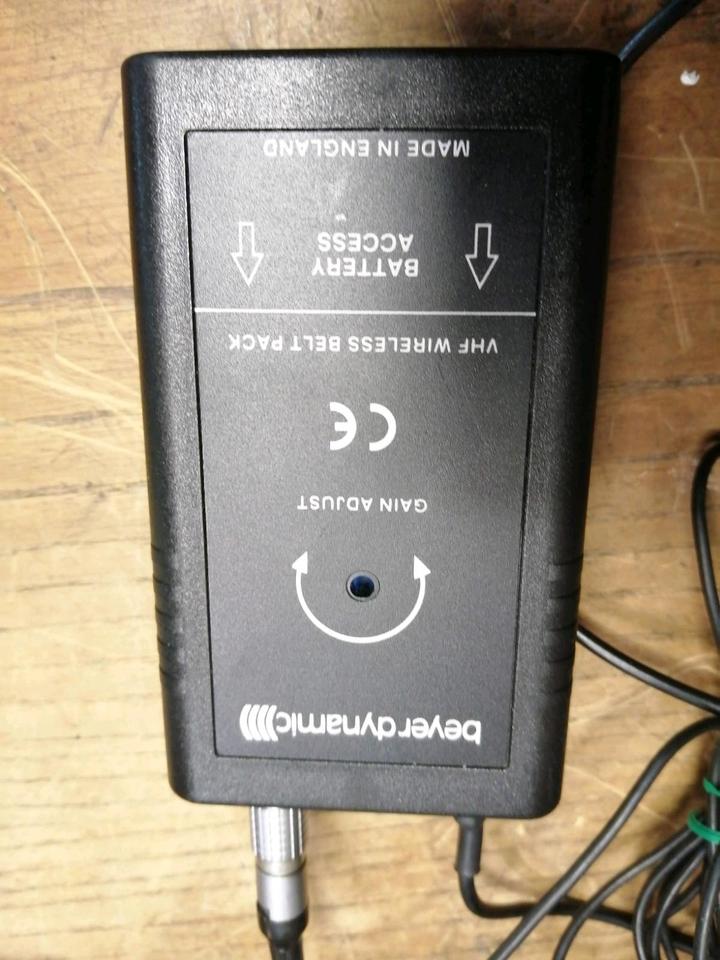 beyerdynamic
GAIN ADJUST
CE
VHF WIRELESS BELT PACK
BATTERY
ACCESS
MADE IN ENGLAND